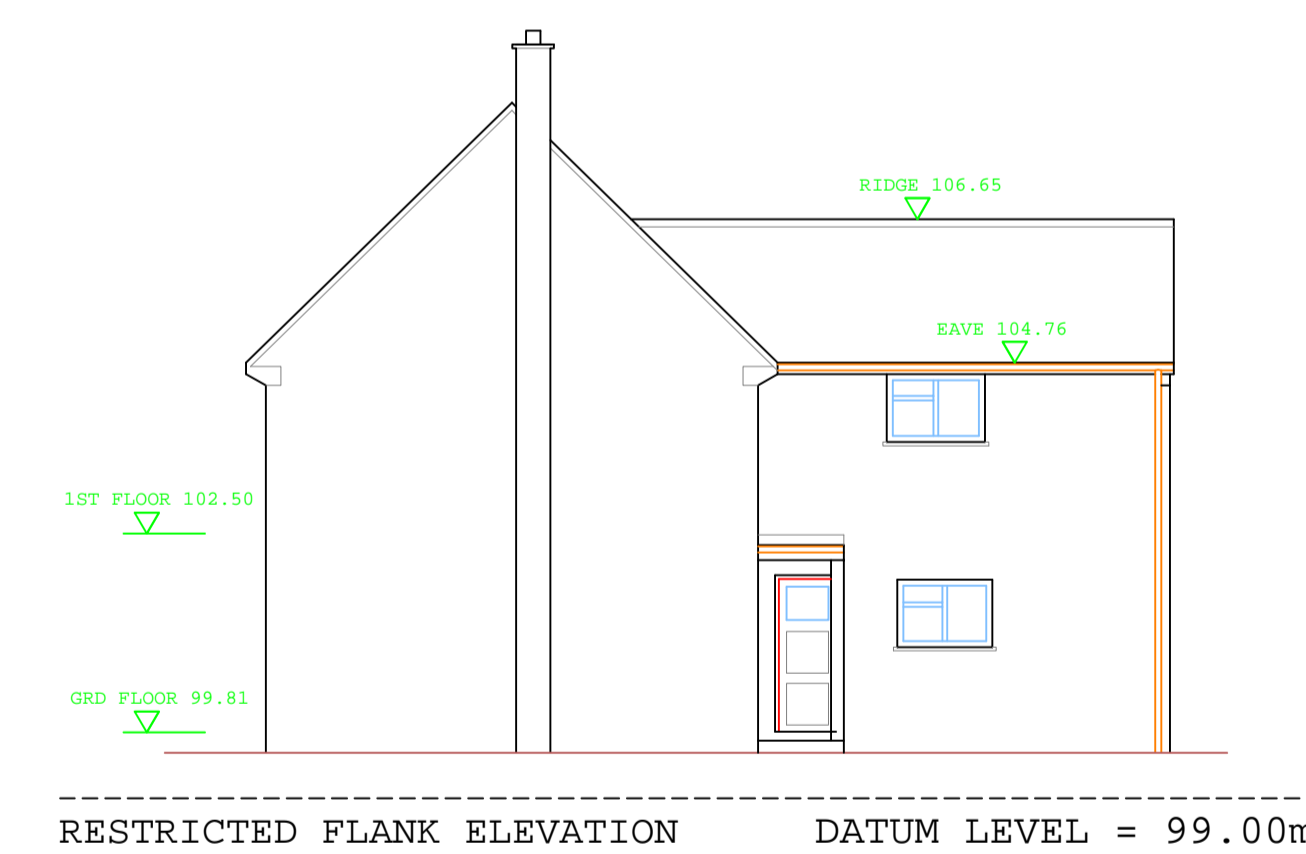 RIDGE 106.65
EAVE 104.76
1ST FLOOR 102.50
GRD FLOOR 99.81
RESTRICTED FLANK ELEVATION DATUM LEVEL = 99.00m